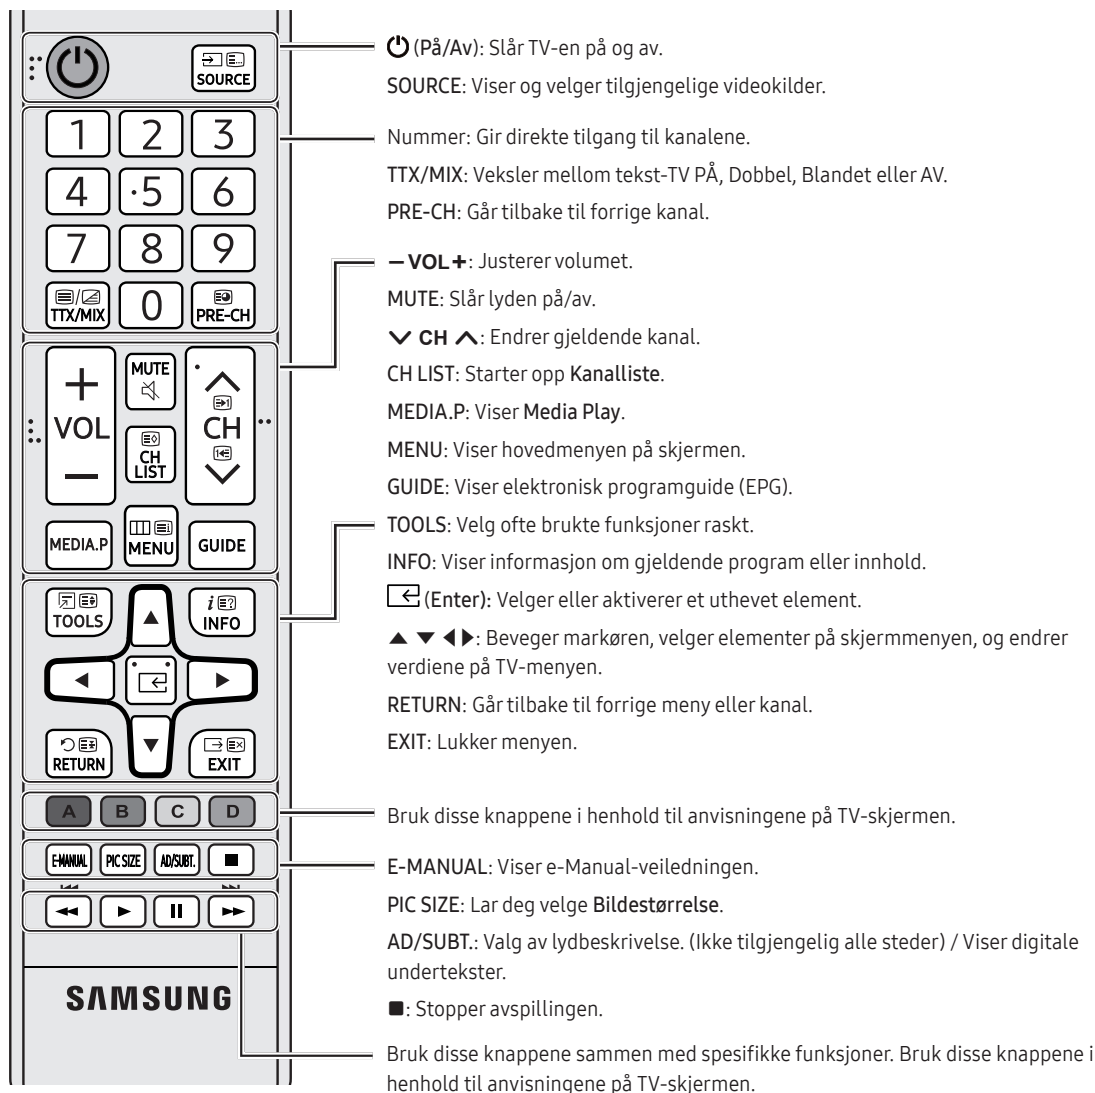 (På/Av): Slår TV-en på og av.
SOURCE
SOURCE: Viser og velger tilgjengelige videokilder.
1 2 3
Nummer: Gir direkte tilgang til kanalene.
4 5 6
TTX/MIX: Veksler mellom tekst-TV PÅ, Dobbel, Blandet eller AV.
PRE-CH: Går tilbake til forrige kanal.
7 8 9
TTX/MIX 0 PRE-CH
– VOL +: Justerer volumet.
MUTE: Slår lyden på/av.
CH : Endrer gjeldende kanal.
CH LIST: Starter opp Kanalliste.
MEDIA.P: Viser Media Play.
MENU: Viser hovedmenyen på skjermen.
GUIDE: Viser elektronisk programguide (EPG).
+
VOL
–
MUTE
CH
LIST
CH
MEDIA.P MENU GUIDE
TOOLS: Velg ofte brukte funksjoner raskt.
INFO: Viser informasjon om gjeldende program eller innhold.
(Enter): Velger eller aktiverer et uthevet element.
▲ ▼ ◀ ▶: Beveger markøren, velger elementer på skjermmenyen, og endrer
verdiene på TV-menyen.
RETURN: Går tilbake til forrige meny eller kanal.
EXIT: Lukker menyen.
TOOLS i INFO
RETURN EXIT
A B C D
Bruk disse knappene i henhold til anvisningene på TV-skjermen.
E-MANUAL PIC SIZE AD/SUBT.
E-MANUAL: Viser e-Manual-veiledningen.
PIC SIZE: Lar deg velge Bildestørrelse.
AD/SUBT.: Valg av lydbeskrivelse. (Ikke tilgjengelig alle steder) / Viser digitale
undertekster.
■: Stopper avspillingen.
SAMSUNG
Bruk disse knappene sammen med spesifikke funksjoner. Bruk disse knappene i
henhold til anvisningene på TV-skjermen.